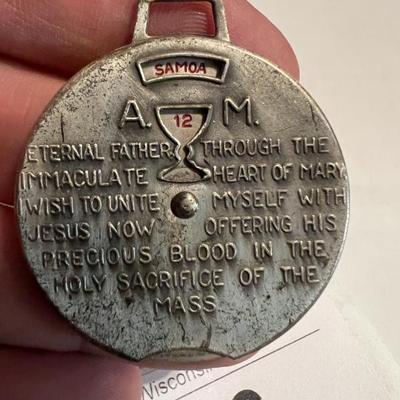 SAMOA
A. 12 M.
ETERNAL FATHER THROUGH THE
IMMACULATE HEART OF MARY
I WISH TO UNITE MYSELF WITH
JESUS NOW OFFERING HIS
PRECIOUS BLOOD IN THE
HOLY SACRIFICE OF THE
MASS